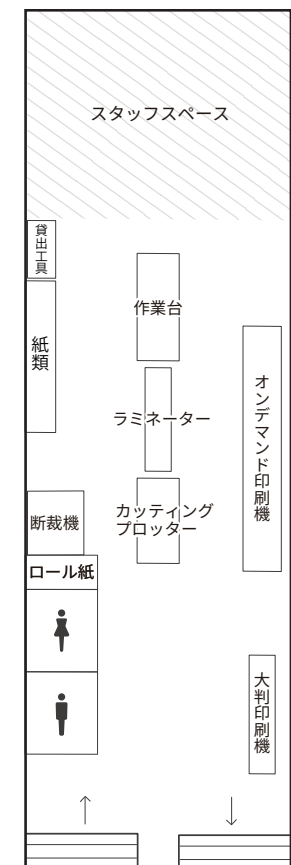 スタッフスペース
貸出工具
紙類
作業台
ラミネーター
オンデマンド印刷機
カッティング
プロッター
断裁機
ロール紙
大判印刷機